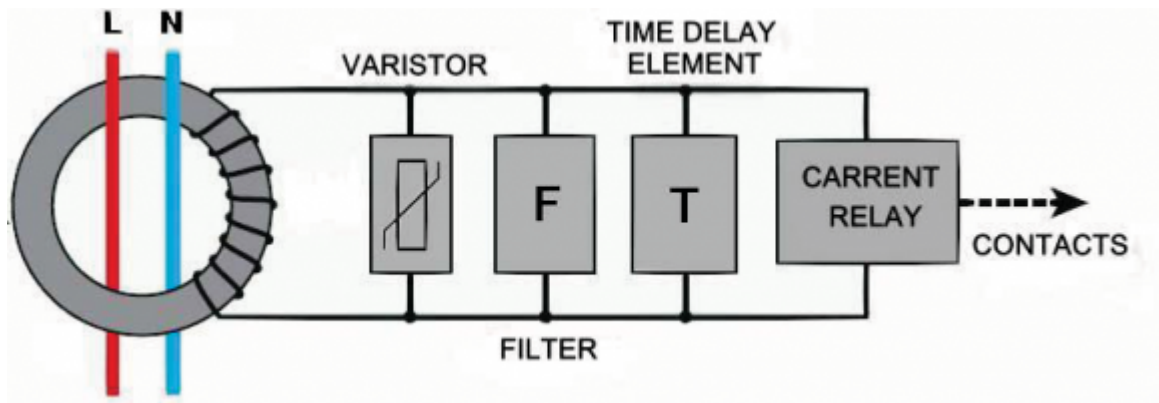 L N
VARISTOR
TIME DELAY
ELEMENT
F
T
CARRENT
RELAY
CONTACTS
FILTER